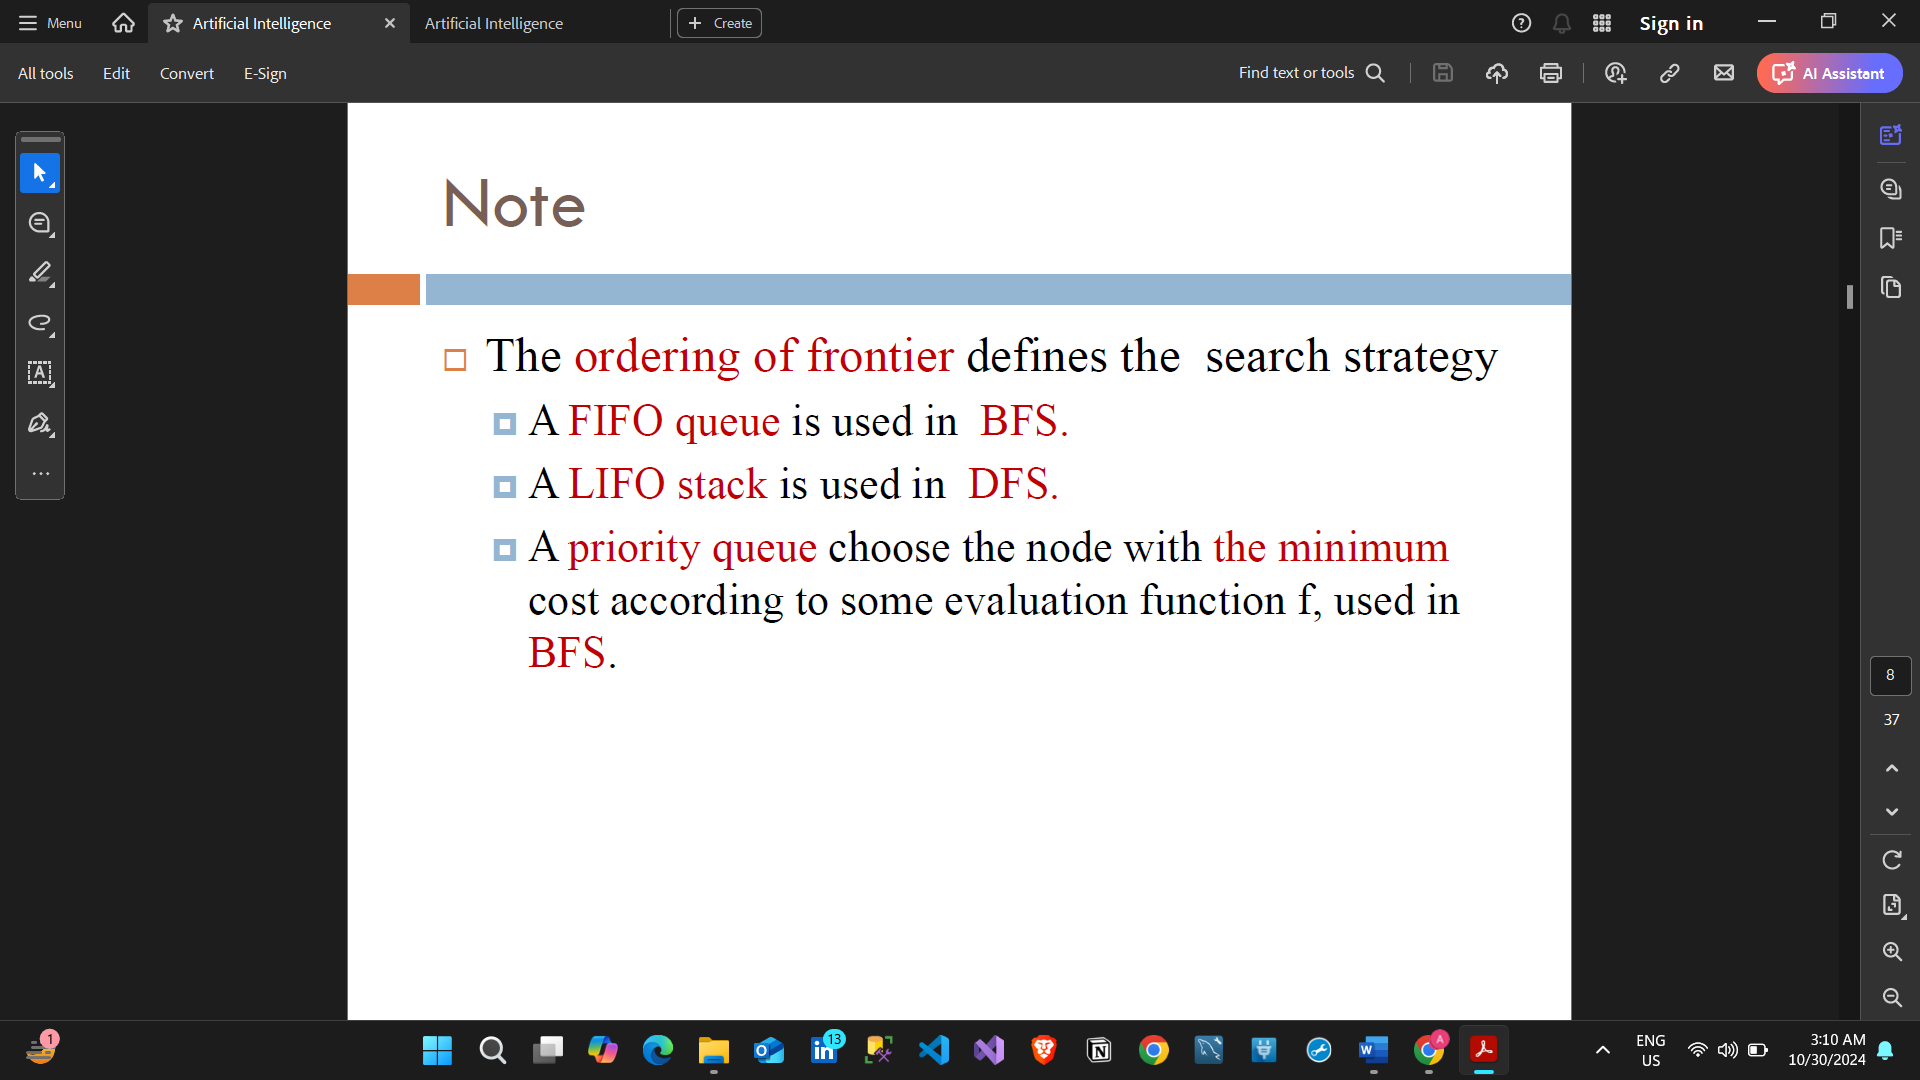 Menu
Artificial Intelligence
Artificial Intelligence
Create
Sign in
All tools
Edit
Convert
E-Sign
Find text or tools
AI Assistant
Note
The ordering of frontier defines the search strategy
A FIFO queue is used in BFS.
A LIFO stack is used in DFS.
A priority queue choose the node with the minimum
cost according to some evaluation function f, used in
BFS.
8
37
1
13
A
ENG
US
3:10 AM
10/30/2024